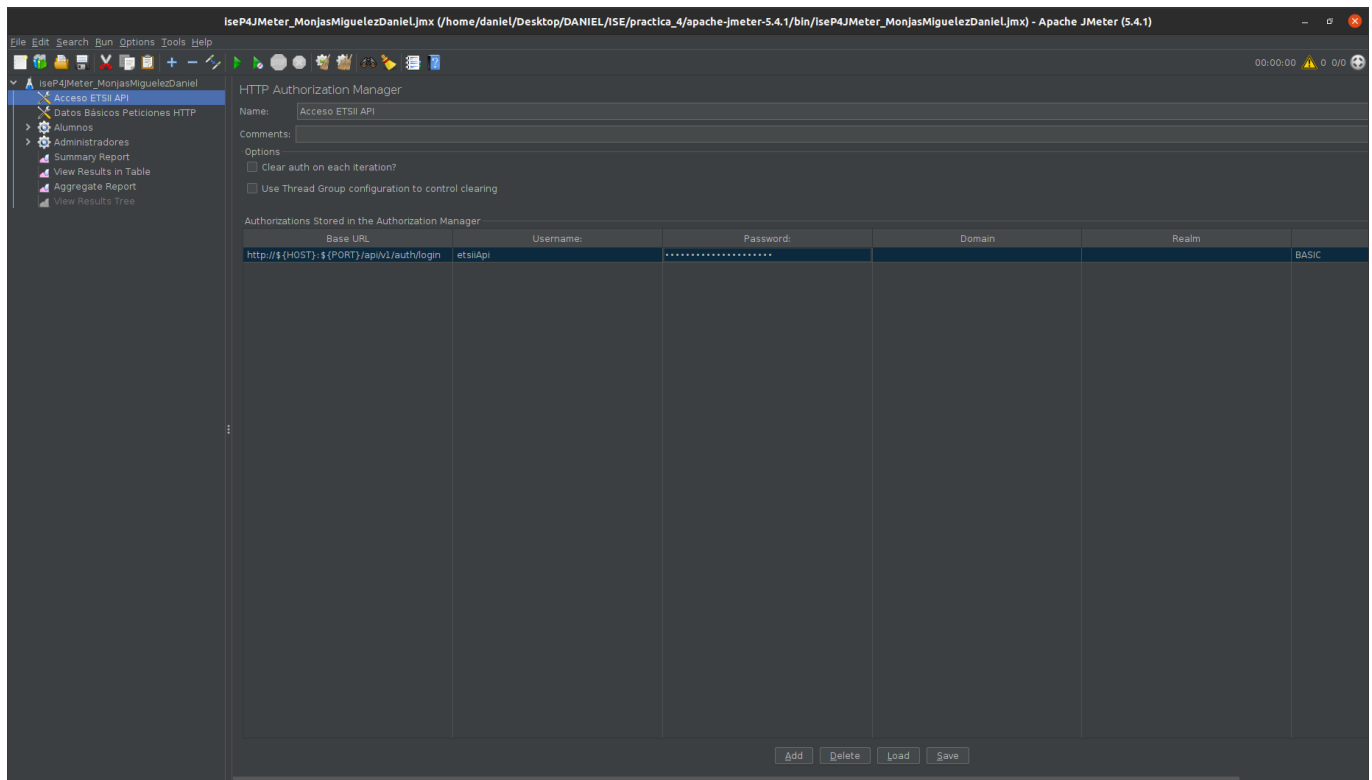 iseP4JMeter_MonjasMiguelezDaniel.jmx (/home/daniel/Desktop/DANIEL/ISE/practica_4/apache-jmeter-5.4.1/bin/iseP4JMeter_MonjasMiguelezDaniel.jmx) - Apache JMeter (5.4.1)
File Edit Search Run Options Tools Help
00:00:00 0 0/0
iseP4JMeter_MonjasMiguelezDaniel
Acceso ETSII API
Datos Básicos Peticiones HTTP
Alumnos
Administradores
Summary Report
View Results in Table
Aggregate Report
View Results Tree
HTTP Authorization Manager
Name: Acceso ETSII API
Comments:
Options
Clear auth on each iteration?
Use Thread Group configuration to control clearing
Authorizations Stored in the Authorization Manager
Base URL Username: Password: Domain Realm
http://${HOST}:${PORT}/api/v1/auth/login etsiiApi ••••••••••••••••••••• BASIC
Add Delete Load Save